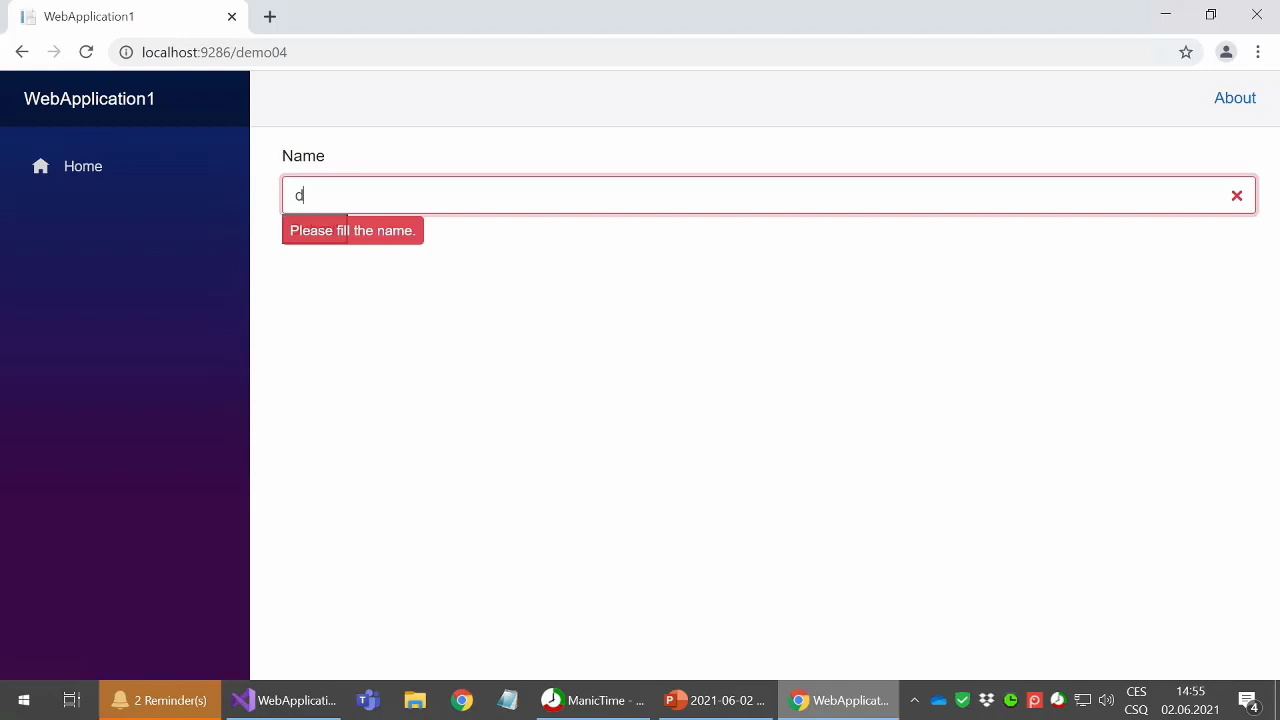 WebApplication1
localhost:9286/demo04
WebApplication1
About
Home
Name
d
Please fill the name.
2 Reminder(s)
WebApplicati...
ManicTime - ...
2021-06-02 ...
WebApplicat...
CES
CSQ
14:55
02.06.2021
4